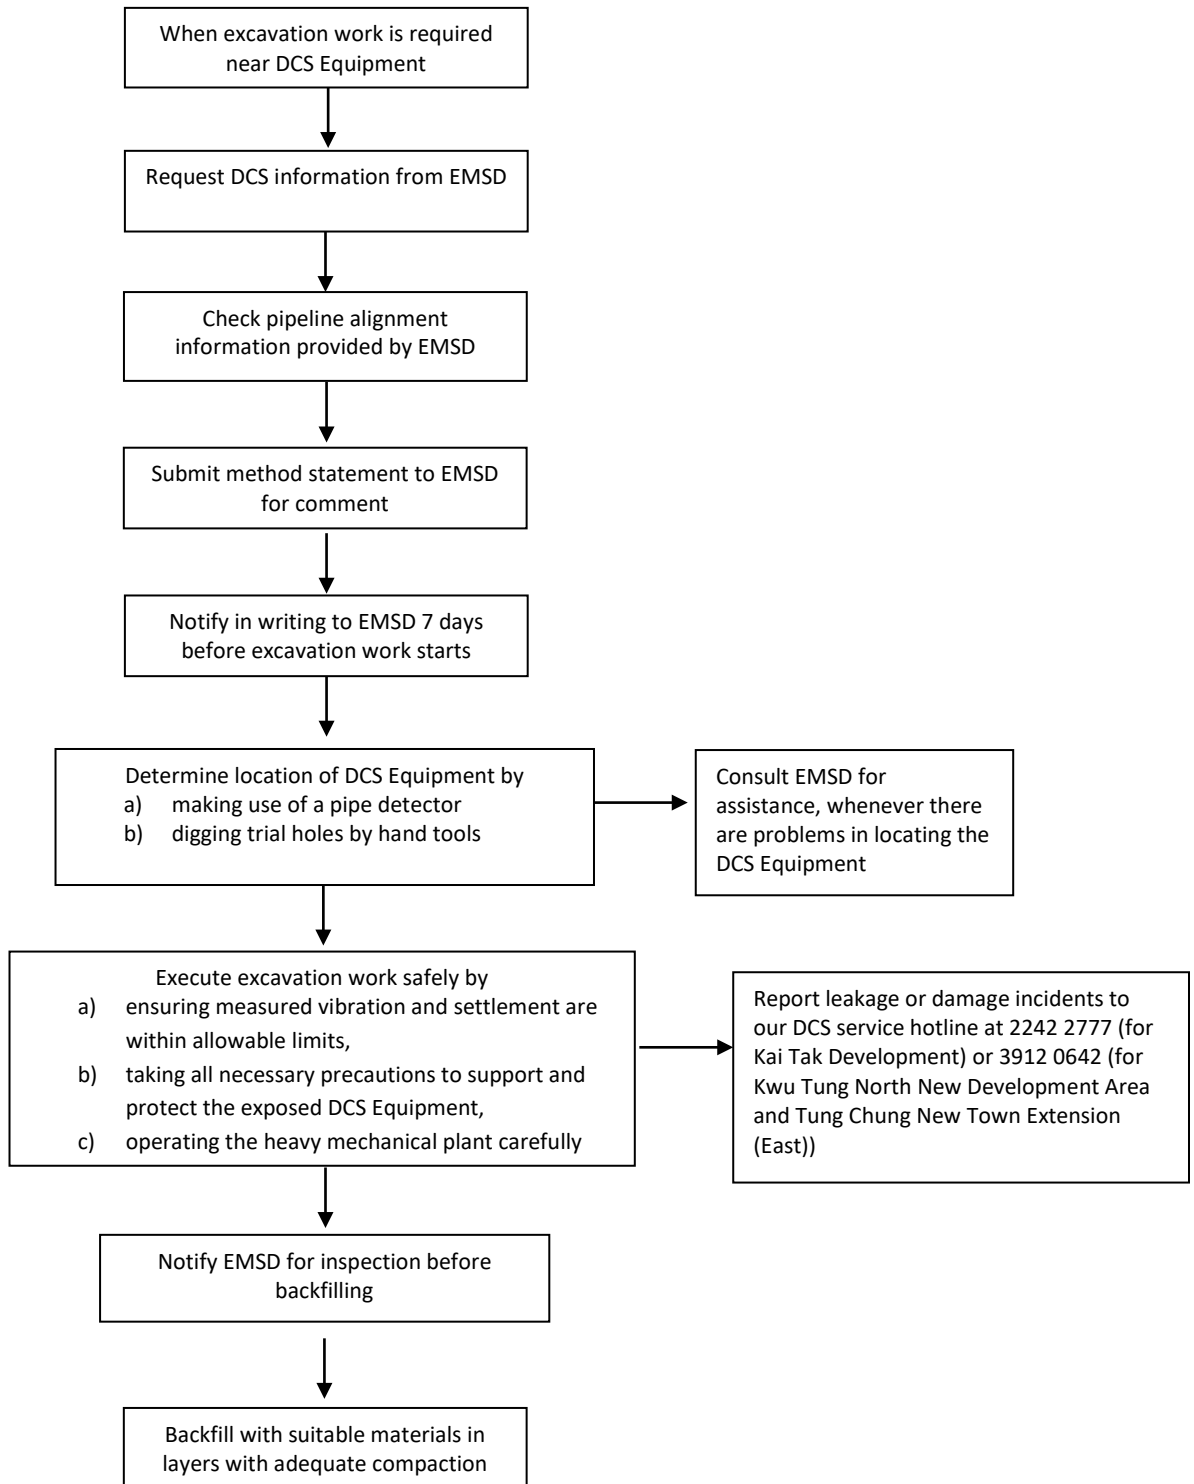 When excavation work is required
near DCS Equipment
Request DCS information from EMSD
Check pipeline alignment
information provided by EMSD
Submit method statement to EMSD
for comment
Notify in writing to EMSD 7 days
before excavation work starts
Determine location of DCS Equipment by
a) making use of a pipe detector
b) digging trial holes by hand tools
Consult EMSD for
assistance, whenever there
are problems in locating the
DCS Equipment
Execute excavation work safely by
a) ensuring measured vibration and settlement are
within allowable limits,
b) taking all necessary precautions to support and
protect the exposed DCS Equipment,
c) operating the heavy mechanical plant carefully
Report leakage or damage incidents to
our DCS service hotline at 2242 2777 (for
Kai Tak Development) or 3912 0642 (for
Kwu Tung North New Development Area
and Tung Chung New Town Extension
(East))
Notify EMSD for inspection before
backfilling
Backfill with suitable materials in
layers with adequate compaction